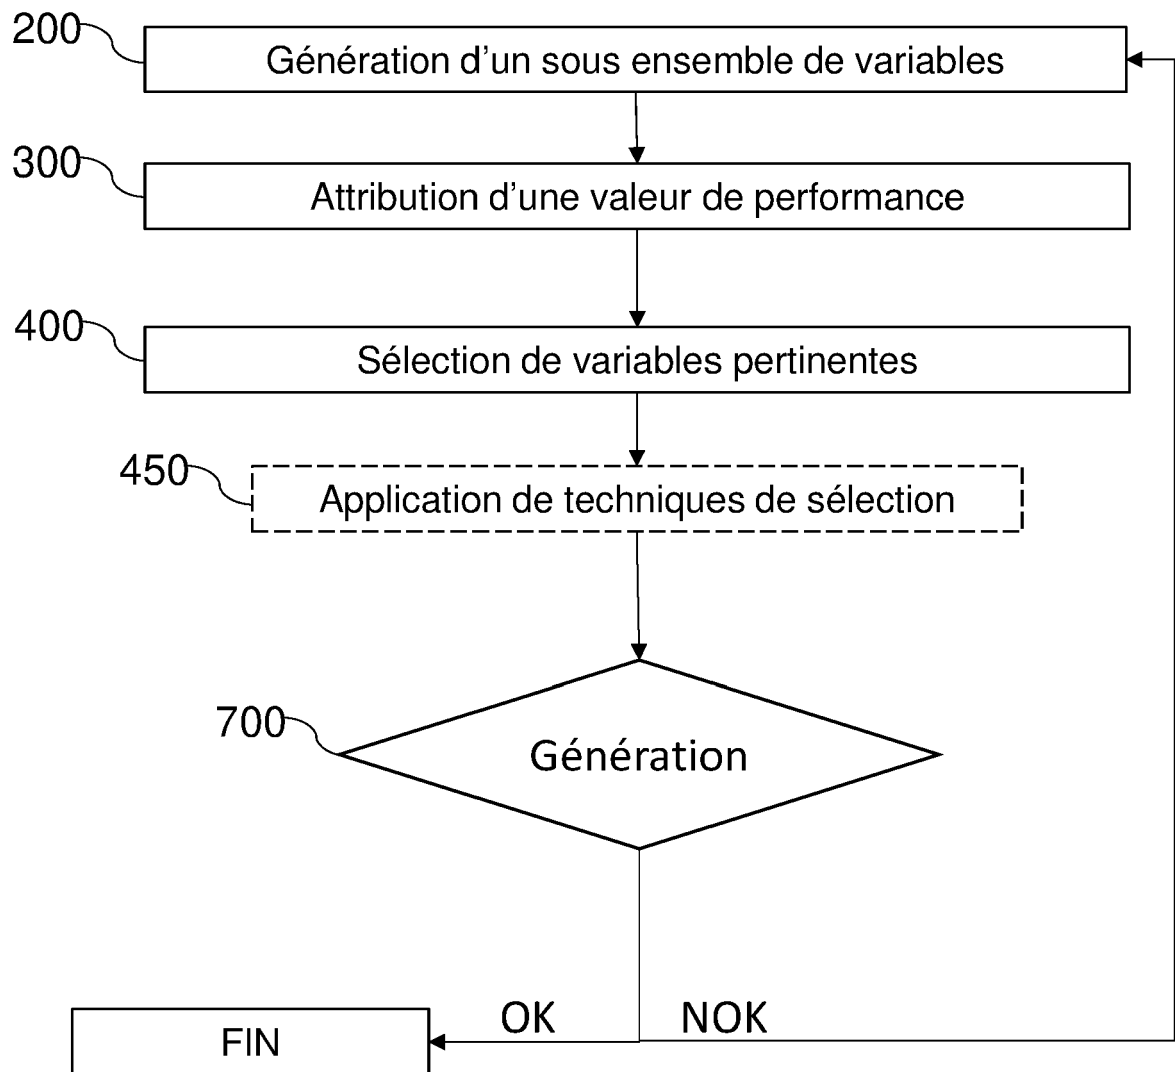 200
Génération d'un sous ensemble de variables
300
Attribution d'une valeur de performance
400
Sélection de variables pertinentes
450
Application de techniques de sélection
700
Génération
OK
NOK
FIN